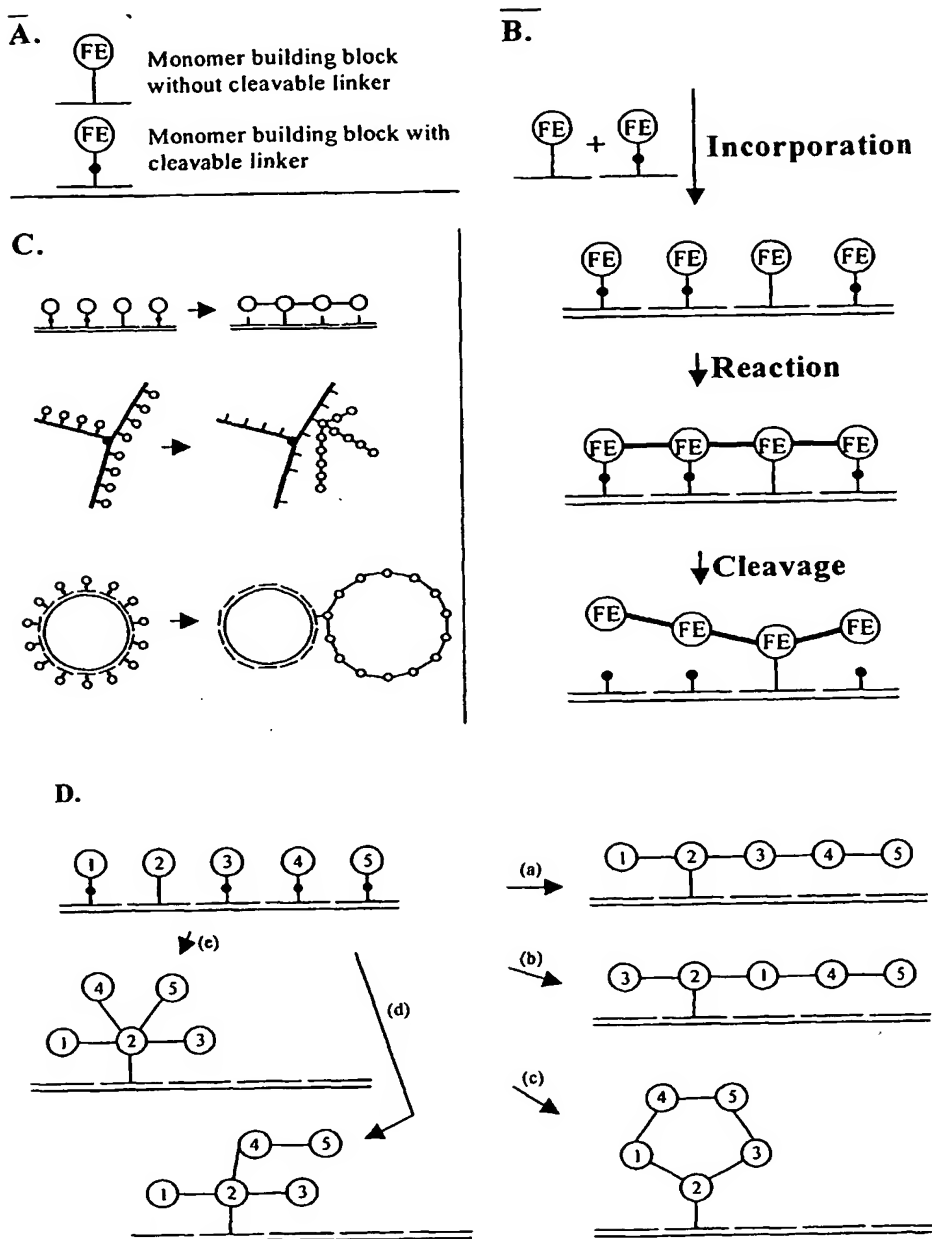 A.
FE
Monomer building block
without cleavable linker
FE
Monomer building block with
cleavable linker
B.
FE + FE
Incorporation
FE FE FE FE
Reaction
FE FE FE FE
Cleavage
FE FE FE FE
C.
D.
1 2 3 4 5
(a)
1 2 3 4 5
(b)
3 2 1 4 5
(c)
4 5
1 3
2
(d)
4 5
1 2 3
(e)
4 5
1 2 3